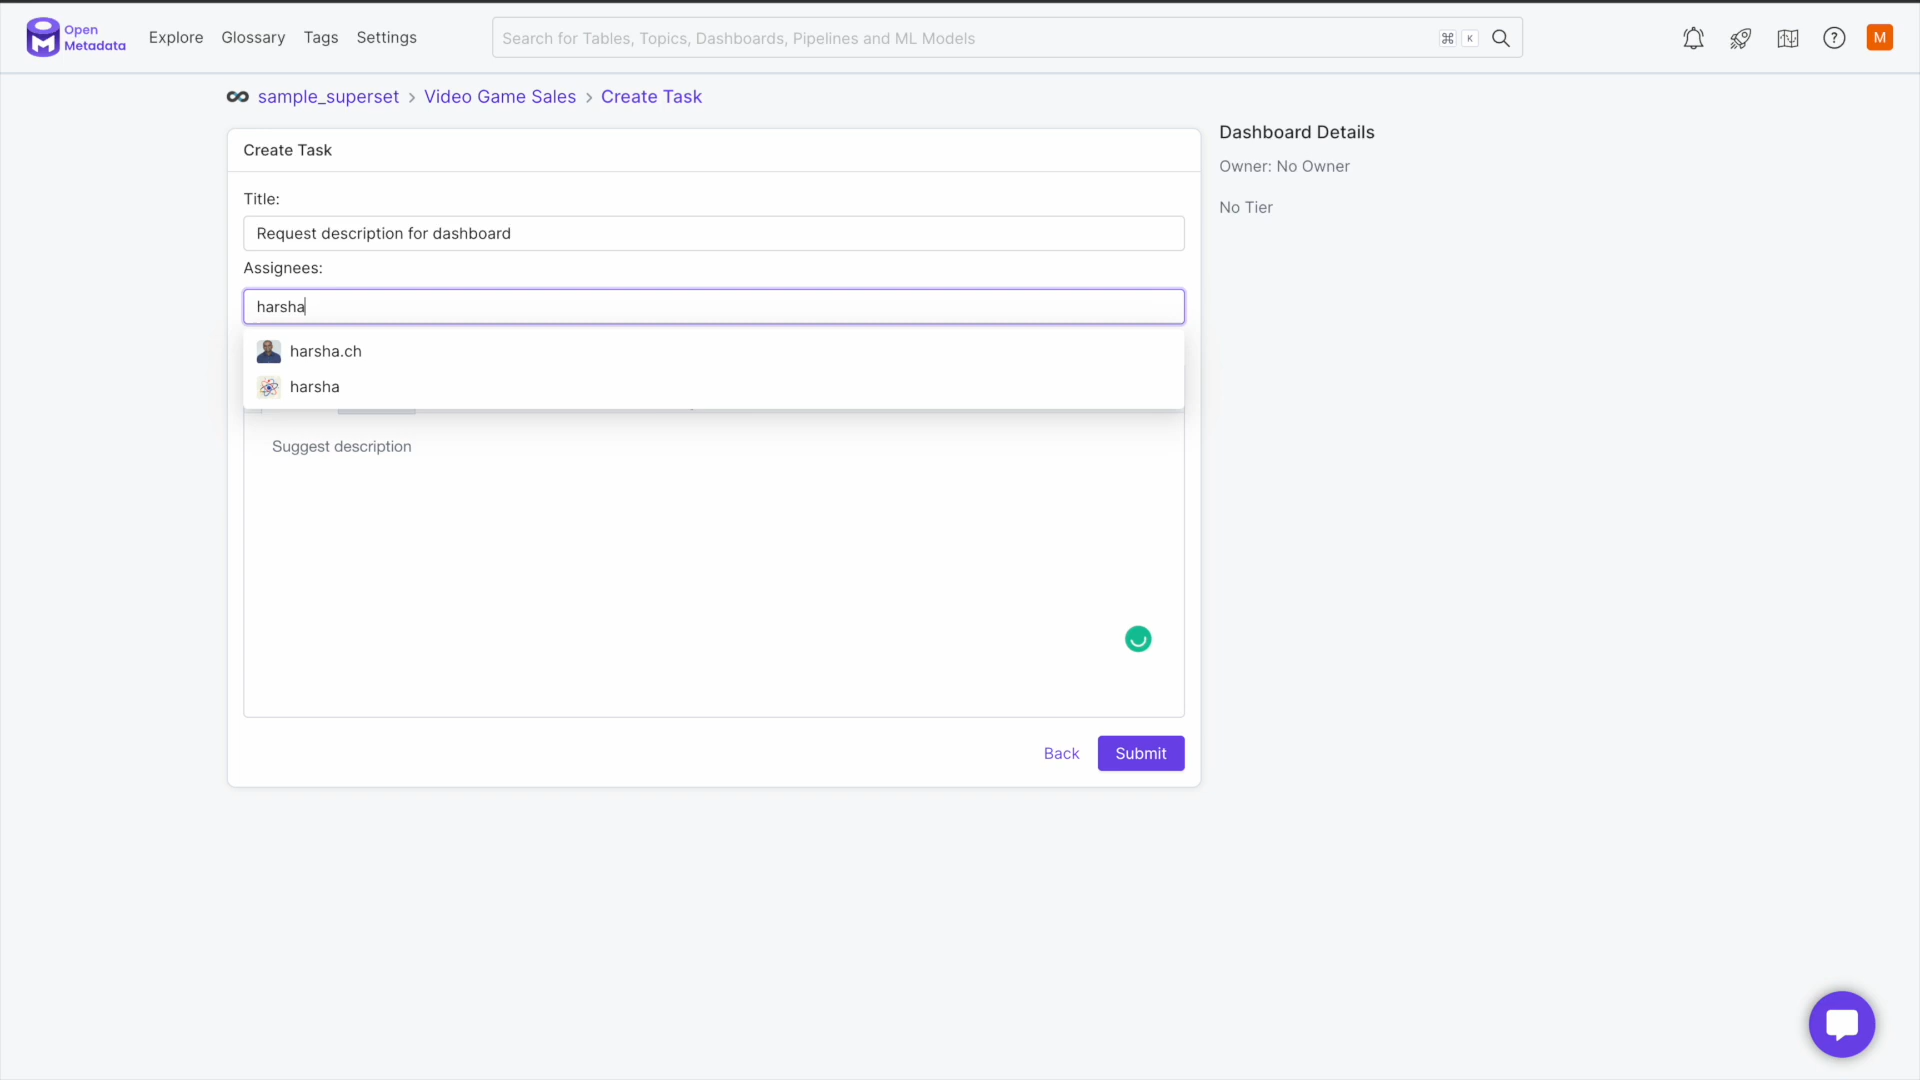 Open
Metadata
Explore Glossary Tags Settings
Search for Tables, Topics, Dashboards, Pipelines and ML Models
⌘ K
?
M
sample_superset > Video Game Sales > Create Task
Create Task
Title:
Request description for dashboard
Assignees:
harsha
harsha.ch
harsha
Suggest description
Back Submit
Dashboard Details
Owner: No Owner
No Tier